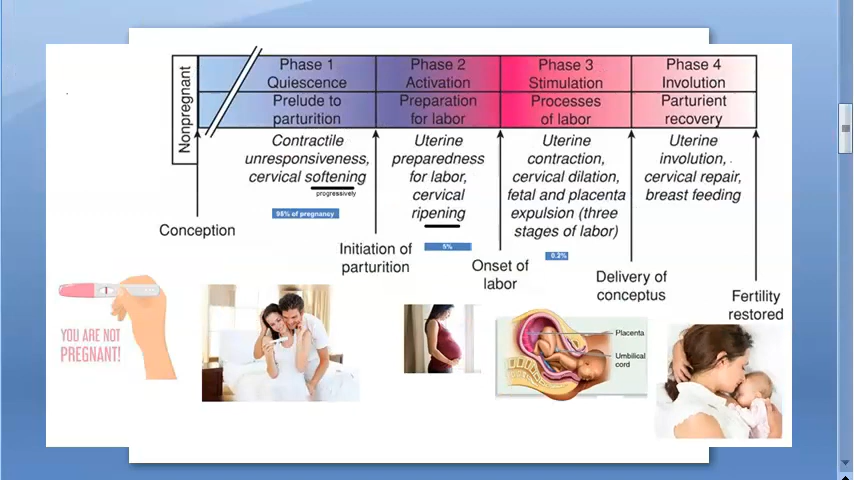 Nonpregnant
Phase 1
Quiescence
Prelude to
parturition
Phase 2
Activation
Preparation
for labor
Phase 3
Stimulation
Processes
of labor
Phase 4
Involution
Parturient
recovery
Contractile
unresponsiveness,
cervical softening
progressively
98% of pregnancy
Uterine
preparedness
for labor,
cervical
ripening
5%
Uterine
contraction,
cervical dilation,
fetal and placenta
expulsion (three
stages of labor)
0.2%
Uterine
involution,
cervical repair,
breast feeding
Conception
Initiation of
parturition
Onset of
labor
Delivery of
conceptus
Fertility
restored
YOU ARE NOT
PREGNANT!
Placenta
Umbilical
cord